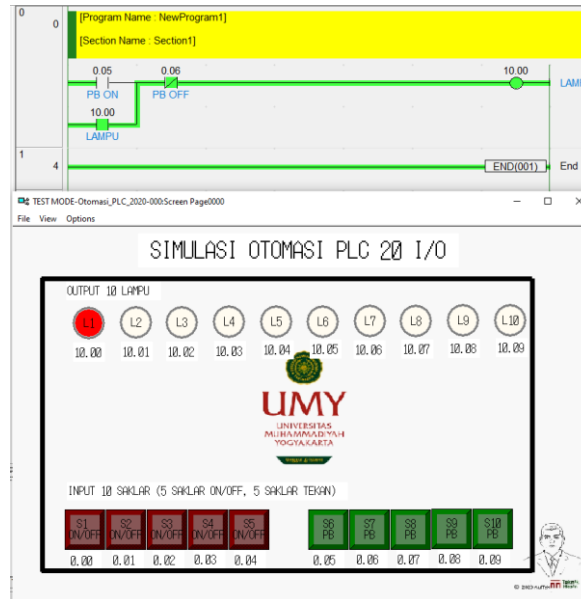 0
0
[Program Name : NewProgram1]
[Section Name : Section1]
0.05
0.06
10.00
PB ON
PB OFF
LAM
10.00
LAMPU
1
4
END(001)
End
TEST MODE-Otomasi_PLC_2020-000:Screen Page0000
File View Options
SIMULASI OTOMASI PLC 20 I/O
OUTPUT 10 LAMPU
L1 L2 L3 L4 L5 L6 L7 L8 L9 L10
10.00 10.01 10.02 10.03 10.04 10.05 10.06 10.07 10.08 10.09
UMY
UNIVERSITAS
MUHAMMADIYAH
YOGYAKARTA
INPUT 10 SAKLAR (5 SAKLAR ON/OFF, 5 SAKLAR TEKAN)
S1 S2 S3 S4 S5 S6 S7 S8 S9 S10
ON/OFF ON/OFF ON/OFF ON/OFF ON/OFF PB PB PB PB PB
0.00 0.01 0.02 0.03 0.04 0.05 0.06 0.07 0.08 0.09